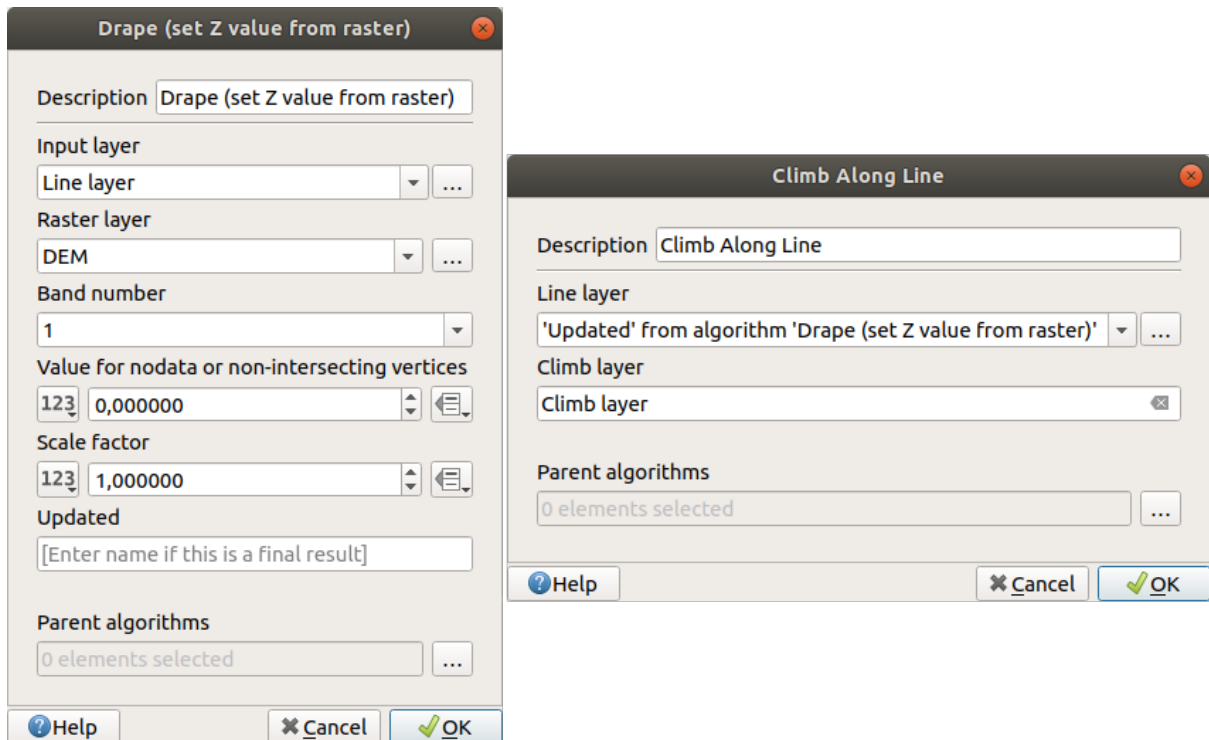 Drape (set Z value from raster)
Description Drape (set Z value from raster)
Input layer
Line layer ...
Raster layer
DEM ...
Band number
1
Value for nodata or non-intersecting vertices
123 0,000000
Scale factor
123 1,000000
Updated
[Enter name if this is a final result]
Parent algorithms
0 elements selected ...
Help Cancel OK
Climb Along Line
Description Climb Along Line
Line layer
'Updated' from algorithm 'Drape (set Z value from raster)' ...
Climb layer
Climb layer
Parent algorithms
0 elements selected ...
Help Cancel OK